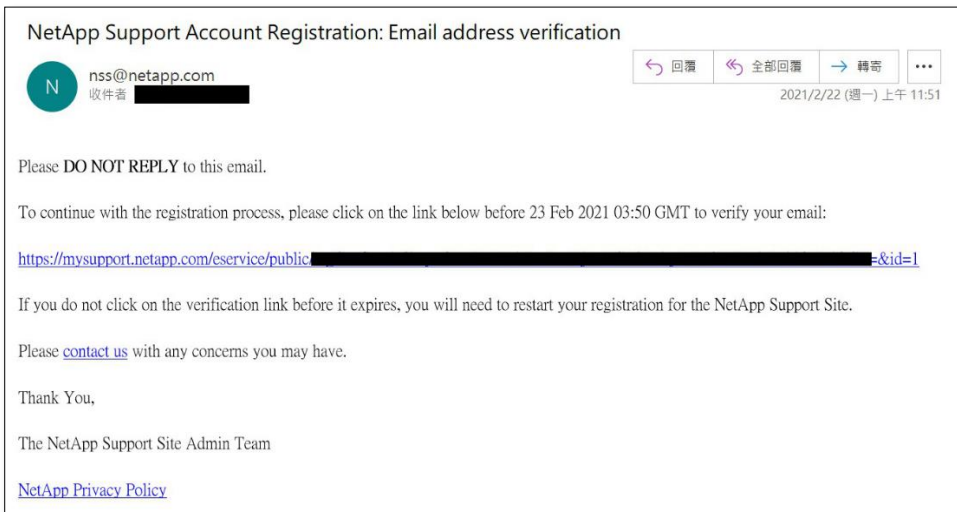 NetApp Support Account Registration: Email address verification
N
nss@netapp.com
收件者
回覆
全部回覆
轉寄
2021/2/22 (週一) 上午 11:51
Please DO NOT REPLY to this email.
To continue with the registration process, please click on the link below before 23 Feb 2021 03:50 GMT to verify your email:
https://mysupport.netapp.com/eservice/public/
=&id=1
If you do not click on the verification link before it expires, you will need to restart your registration for the NetApp Support Site.
Please contact us with any concerns you may have.
Thank You,
The NetApp Support Site Admin Team
NetApp Privacy Policy